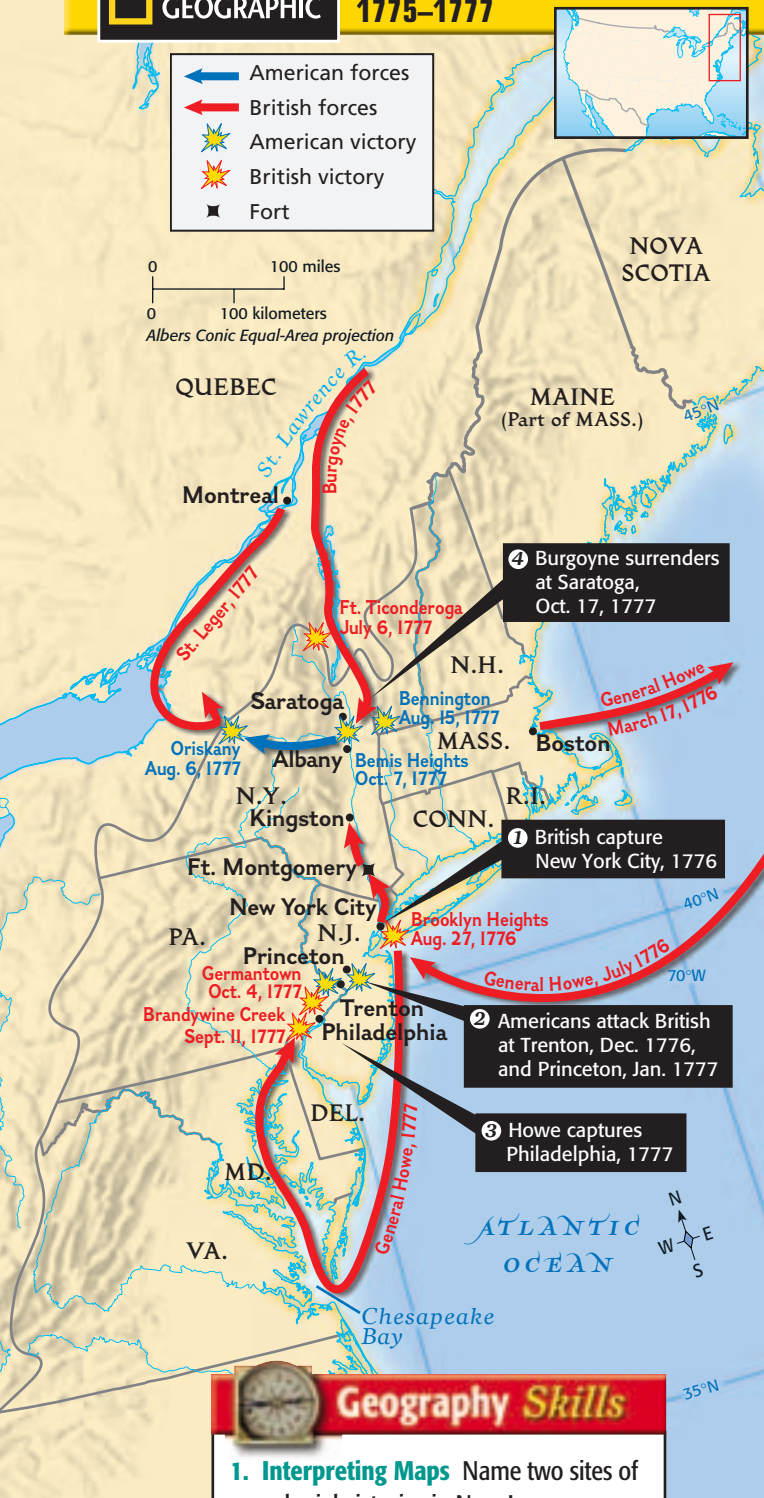 GEOGRAPHIC
1775–1777
American forces
British forces
American victory
British victory
Fort
0 100 miles
0 100 kilometers
Albers Conic Equal-Area projection
NOVA
SCOTIA
QUEBEC
St. Lawrence R.
MAINE
(Part of MASS.)
45°N
Burgoyne, 1777
Montreal
❹ Burgoyne surrenders
at Saratoga,
Oct. 17, 1777
St. Leger, 1777
Ft. Ticonderoga
July 6, 1777
N.H.
General Howe
March 17, 1776
Saratoga
Bennington
Aug. 15, 1777
MASS.
Boston
Oriskany
Aug. 6, 1777
Albany
Bemis Heights
Oct. 7, 1777
N.Y.
R.I.
Kingston
CONN.
❶ British capture
New York City, 1776
Ft. Montgomery
40°N
New York City
Brooklyn Heights
Aug. 27, 1776
PA.
N.J.
Princeton
General Howe, July 1776
70°W
Germantown
Oct. 4, 1777
Trenton
Brandywine Creek
Sept. 11, 1777
Philadelphia
❷ Americans attack British
at Trenton, Dec. 1776,
and Princeton, Jan. 1777
DEL.
General Howe, 1777
❸ Howe captures
Philadelphia, 1777
MD.
VA.
ATLANTIC
OCEAN
N
W E
S
Chesapeake
Bay
35°N
Geography Skills
1. Interpreting Maps Name two sites of